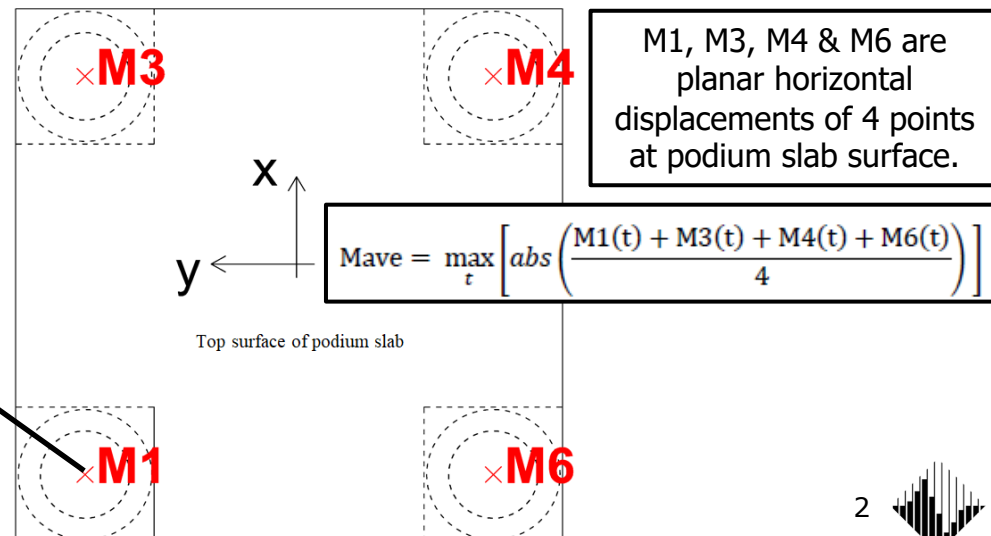 M3
M4
M1, M3, M4 & M6 are
planar horizontal
displacements of 4 points
at podium slab surface.
x
y
Mave = max t [abs((M1(t) + M3(t) + M4(t) + M6(t))/4)]
Top surface of podium slab
M1
M6
2